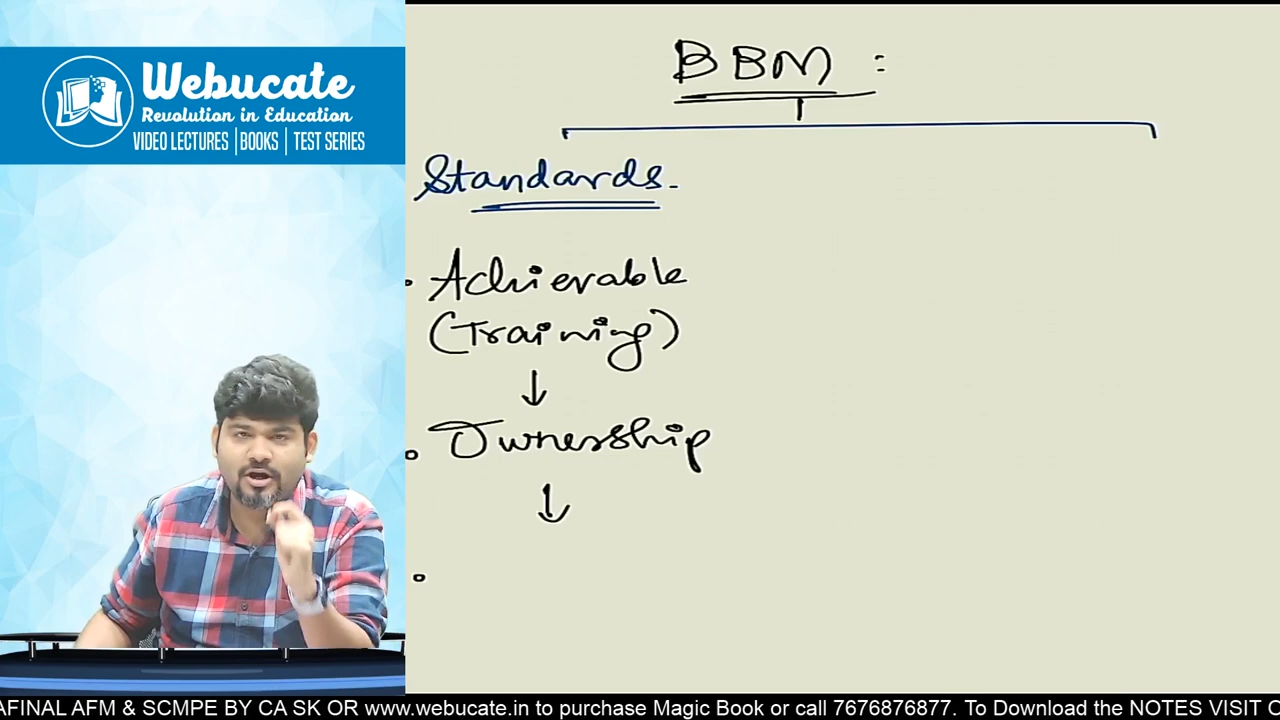 Webucate
Revolution in Education
VIDEO LECTURES | BOOKS | TEST SERIES
BBM :
Standards.
• Achievable
(Training)
↓
• Ownership
↓
•
AFINAL AFM & SCMPE BY CA SK OR www.webucate.in to purchase Magic Book or call 7676876877. To Download the NOTES VISIT